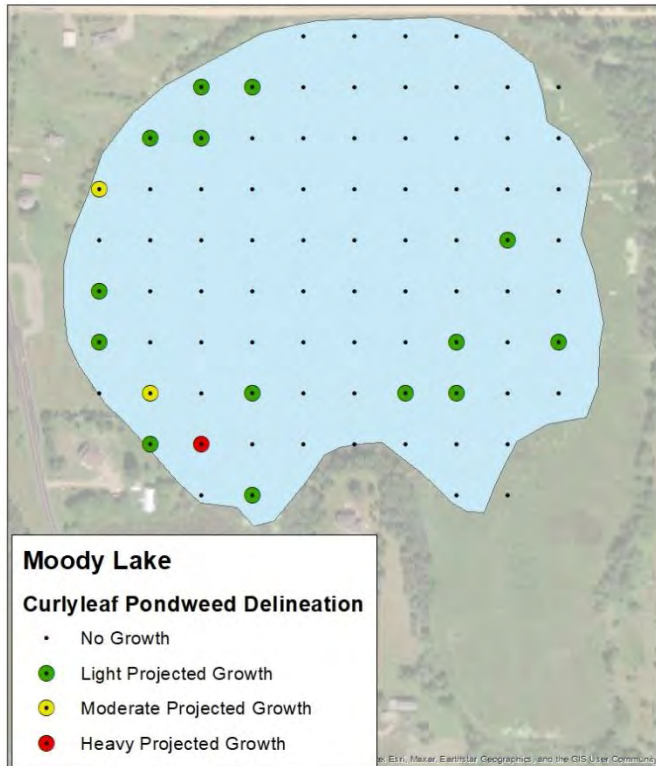 Moody Lake
Curlyleaf Pondweed Delineation
No Growth
Light Projected Growth
Moderate Projected Growth
Heavy Projected Growth
Esri, Maxar, Earthstar Geographics, and the GIS User Community